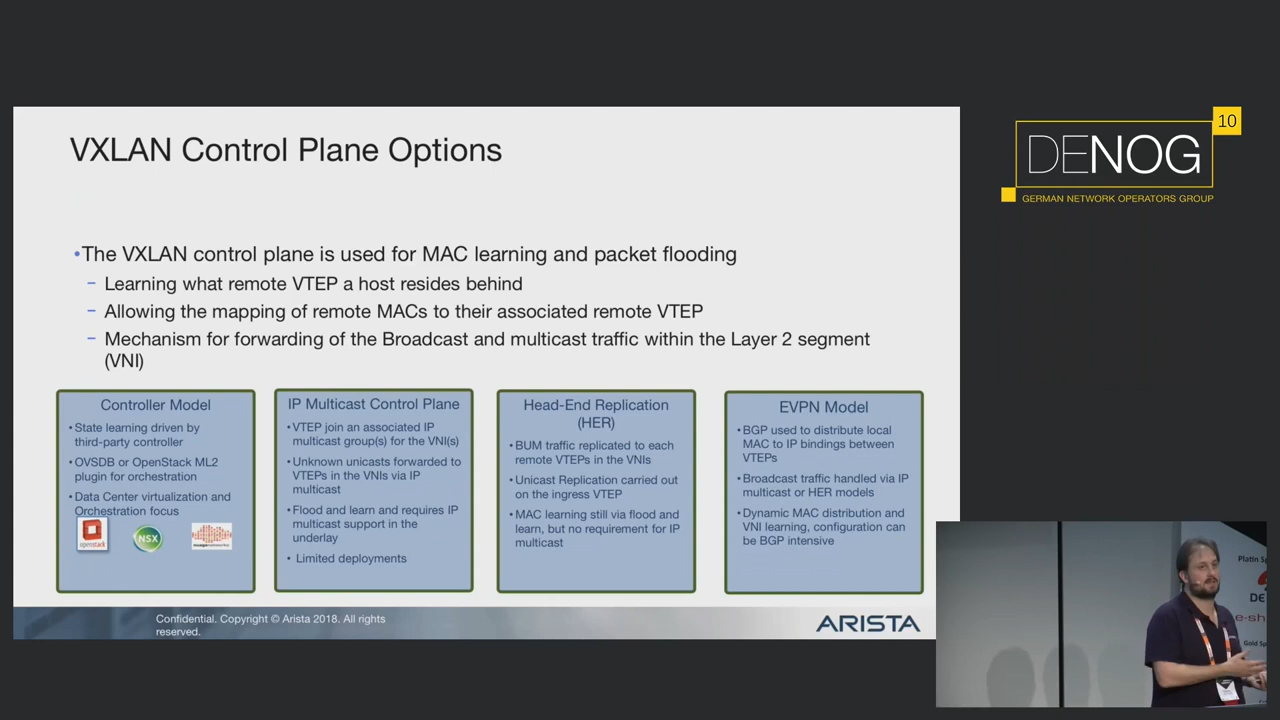 VXLAN Control Plane Options
•The VXLAN control plane is used for MAC learning and packet flooding
– Learning what remote VTEP a host resides behind
– Allowing the mapping of remote MACs to their associated remote VTEP
– Mechanism for forwarding of the Broadcast and multicast traffic within the Layer 2 segment
(VNI)
Controller Model
•State learning driven by
third-party controller
•OVSDB or OpenStack ML2
plugin for orchestration
•Data Center virtualization and
Orchestration focus
openstack
NSX
IP Multicast Control Plane
•VTEP join an associated IP
multicast group(s) for the VNI(s)
•Unknown unicasts forwarded to
VTEPs in the VNIs via IP
multicast
•Flood and learn and requires IP
multicast support in the
underlay
• Limited deployments
Head-End Replication
(HER)
•BUM traffic replicated to each
remote VTEPs in the VNIs
•Unicast Replication carried out
on the ingress VTEP
•MAC learning still via flood and
learn, but no requirement for IP
multicast
EVPN Model
•BGP used to distribute local
MAC to IP bindings between
VTEPs
•Broadcast traffic handled via IP
multicast or HER models
•Dynamic MAC distribution and
VNI learning, configuration can
be BGP intensive
Confidential. Copyright © Arista 2018. All rights
reserved.
ARISTA
10
DENOG
GERMAN NETWORK OPERATORS GROUP
Platin Sp
DE
e-sh
Gold Sp